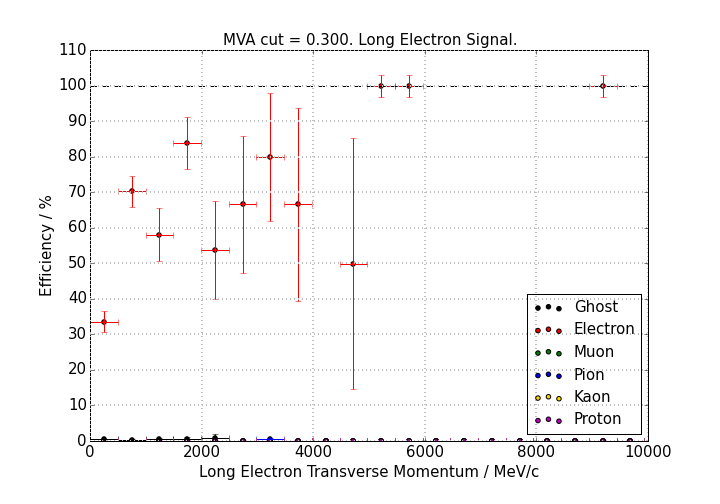 MVA cut = 0.300. Long Electron Signal.
110
100
90
80
70
60
50
40
30
20
10
0
Efficiency / %
Ghost
Electron
Muon
Pion
Kaon
Proton
0 2000 4000 6000 8000 10000
Long Electron Transverse Momentum / MeV/c